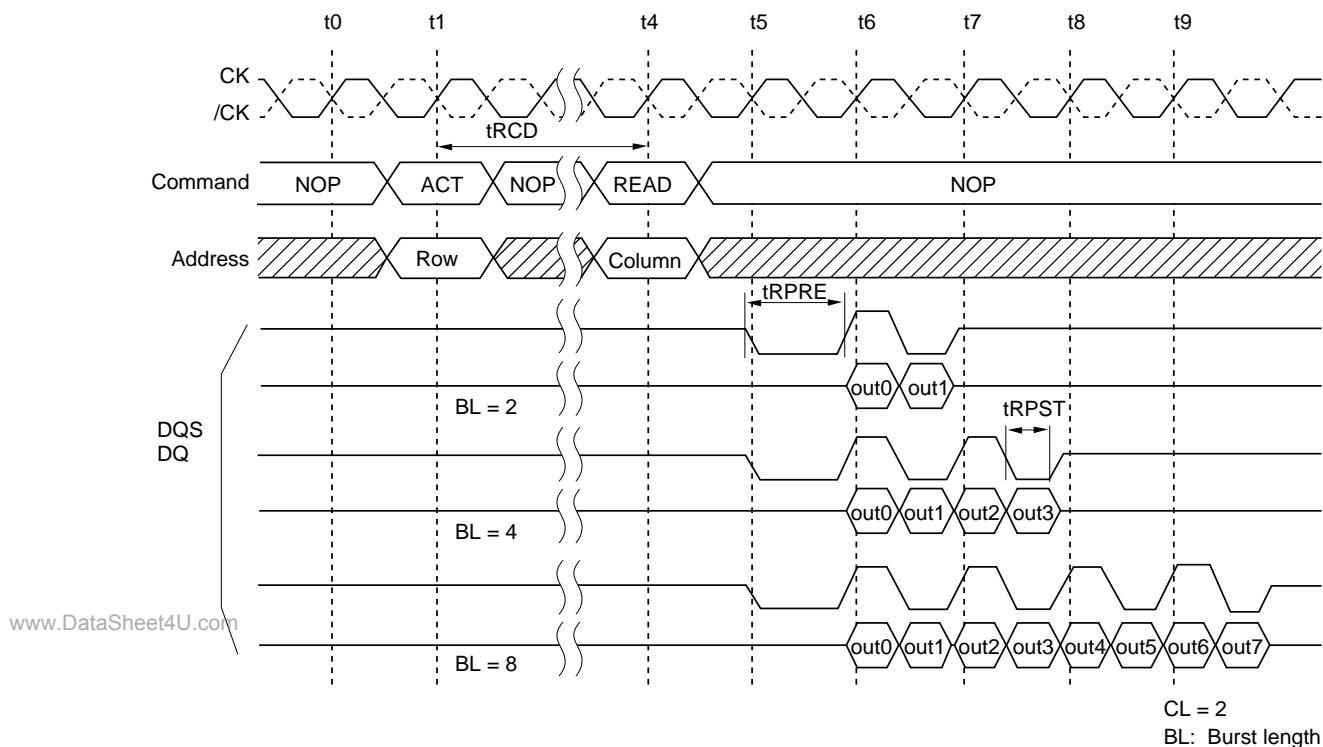 t0 t1 t4 t5 t6 t7 t8 t9
CK
/CK
tRCD
Command NOP ACT NOP READ NOP
Address Row Column
tRPRE
out0 out1
BL = 2
tRPST
DQS
DQ
out0 out1 out2 out3
BL = 4
www.DataSheet4U.com
out0 out1 out2 out3 out4 out5 out6 out7
BL = 8
CL = 2
BL: Burst length